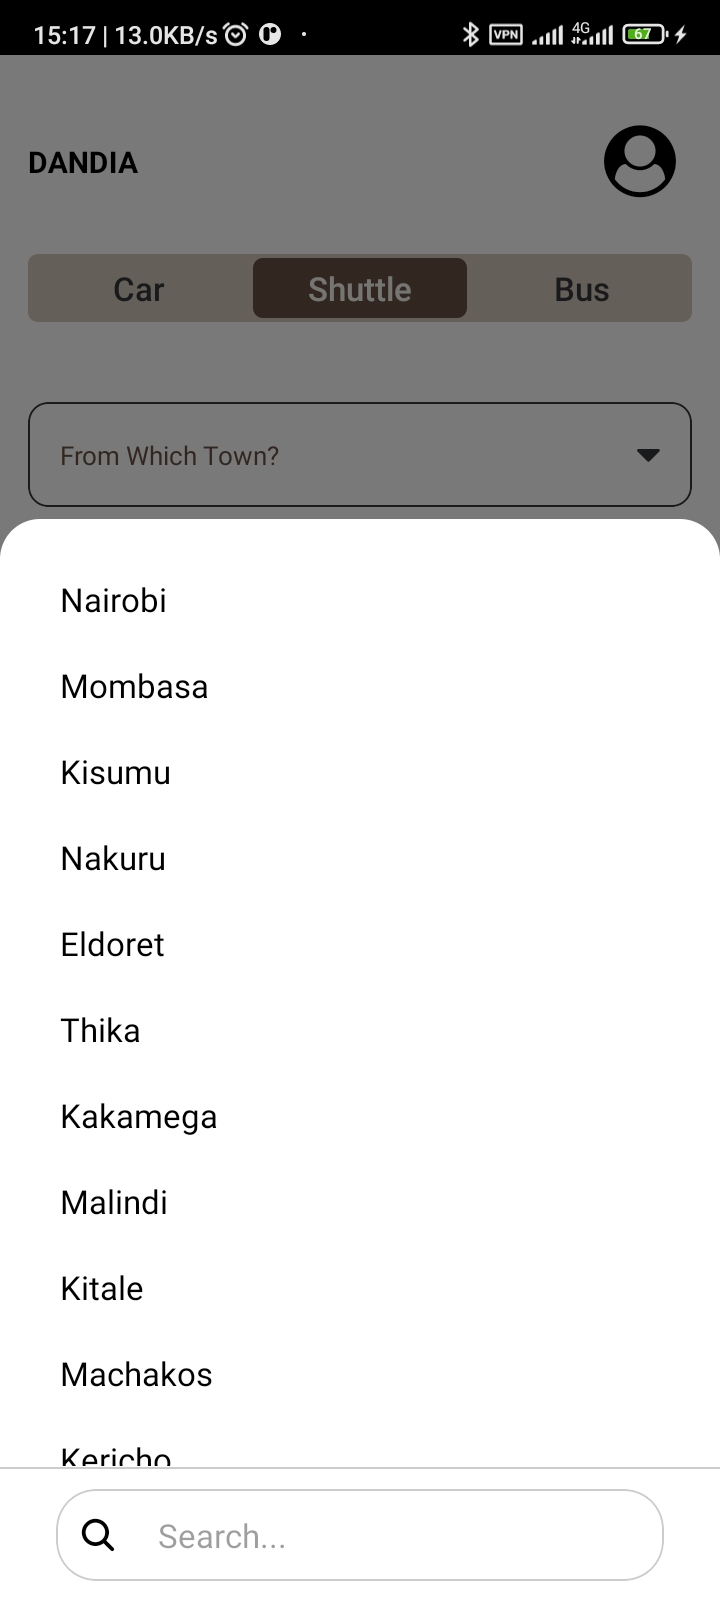 15:17 | 13.0KB/s
VPN 4G 67
DANDIA
Car Shuttle Bus
From Which Town?
Nairobi
Mombasa
Kisumu
Nakuru
Eldoret
Thika
Kakamega
Malindi
Kitale
Machakos
Kericho
Search...